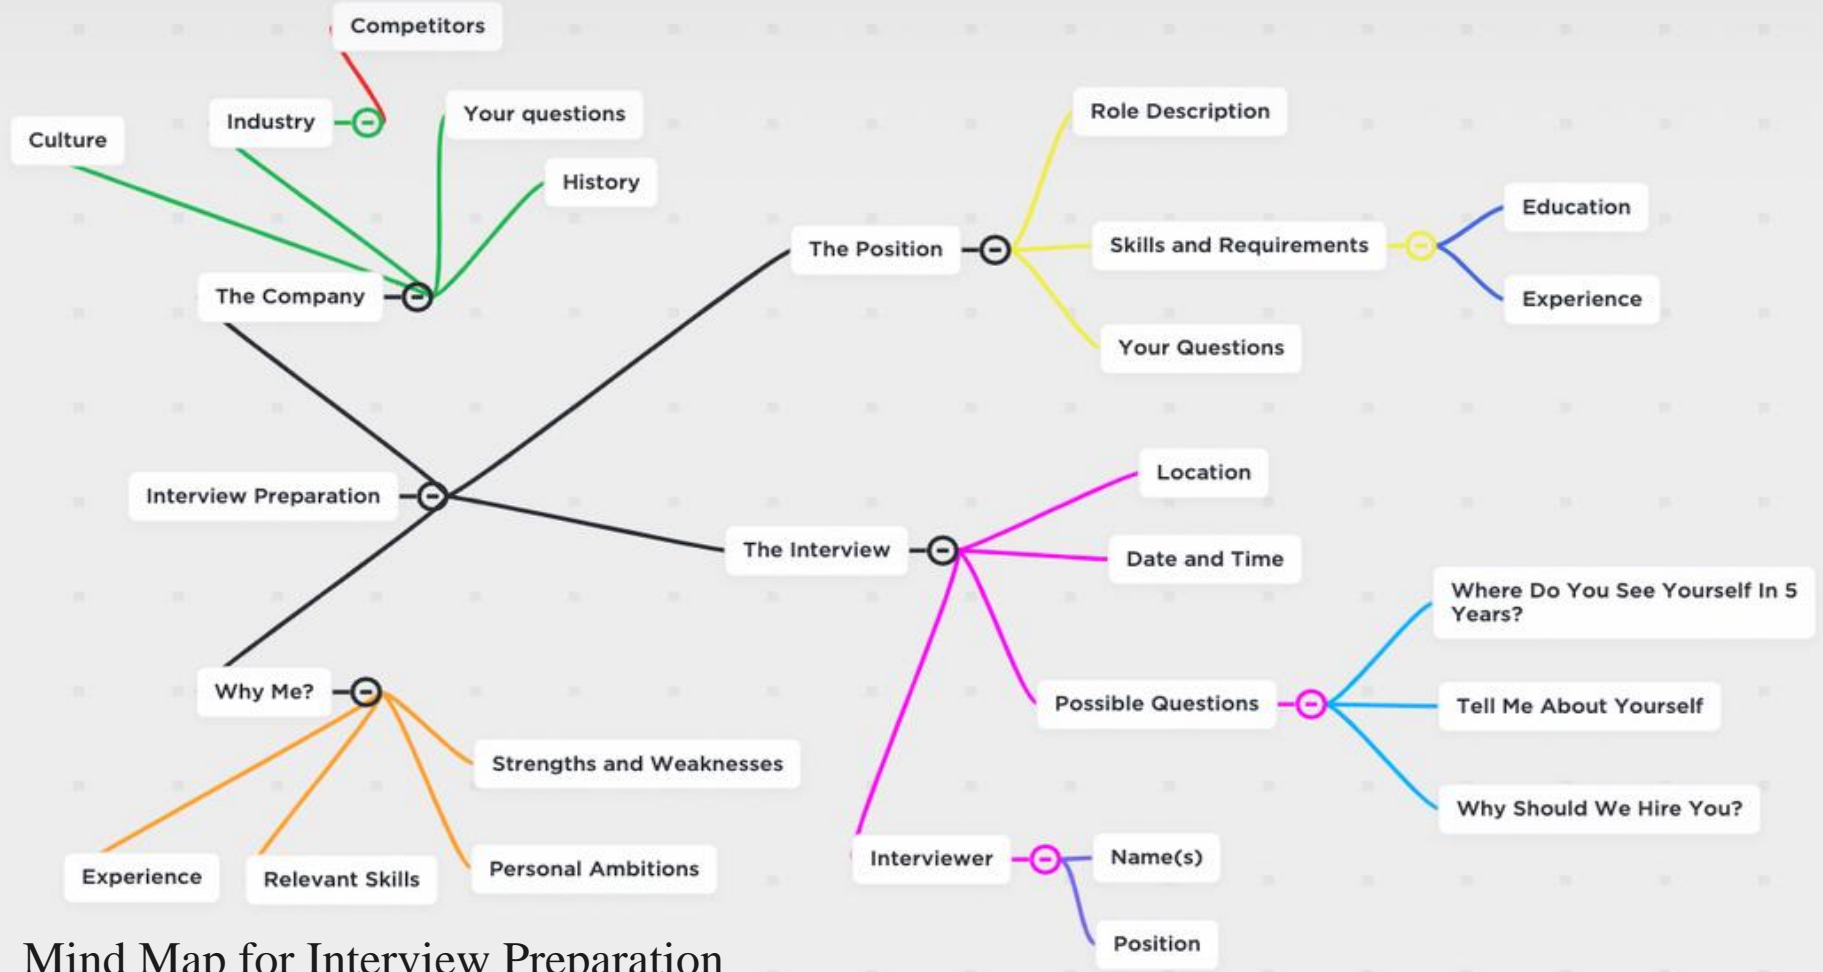 Competitors
Industry
Your questions
Culture
History
The Company
The Position
Role Description
Skills and Requirements
Education
Experience
Your Questions
Interview Preparation
The Interview
Location
Date and Time
Possible Questions
Where Do You See Yourself In 5
Years?
Tell Me About Yourself
Why Should We Hire You?
Interviewer
Name(s)
Position
Why Me?
Strengths and Weaknesses
Personal Ambitions
Relevant Skills
Experience
Mind Map for Interview Preparation